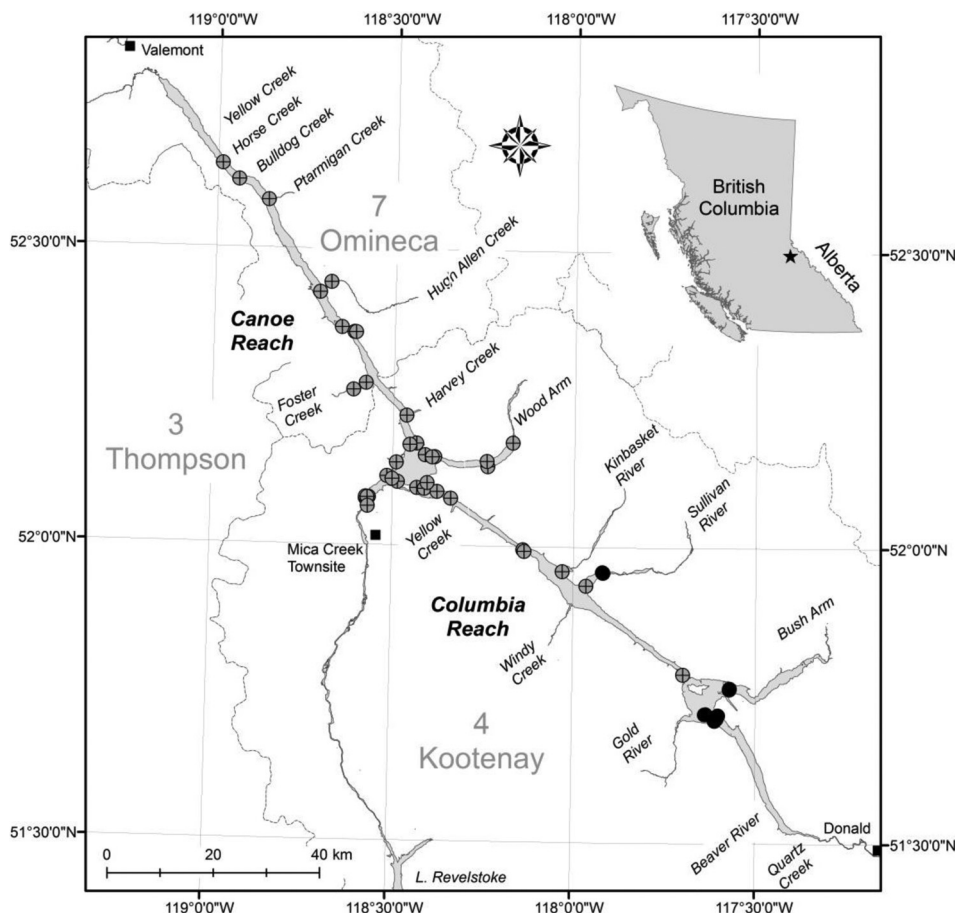 119°0'0"W
118°30'0"W
118°0'0"W
117°30'0"W
Valemont
Yellow Creek
Horse Creek
Bulldog Creek
Ptarmigan Creek
7
Omineca
British
Columbia
Alberta
52°30'0"N
52°30'0"N
Hugh Allen Creek
Canoe
Reach
Foster
Creek
Harvey Creek
Wood Arm
3
Thompson
Kinbasket
River
Sullivan
River
52°0'0"N
52°0'0"N
Mica Creek
Townsite
Yellow
Creek
Columbia
Reach
Windy
Creek
Bush Arm
4
Kootenay
Gold
River
51°30'0"N
51°30'0"N
Beaver River
Quartz
Creek
Donald
0 20 40 km
L. Revelstoke
119°0'0"W
118°30'0"W
118°0'0"W
117°30'0"W